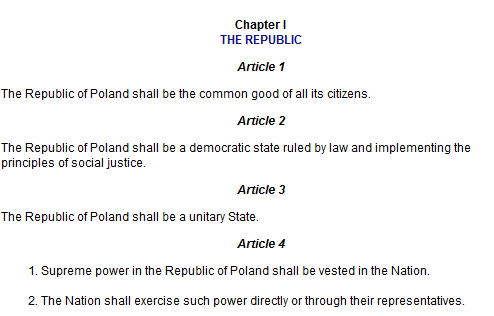 Chapter I
THE REPUBLIC
Article 1
The Republic of Poland shall be the common good of all its citizens.
Article 2
The Republic of Poland shall be a democratic state ruled by law and implementing the
principles of social justice.
Article 3
The Republic of Poland shall be a unitary State.
Article 4
1. Supreme power in the Republic of Poland shall be vested in the Nation.
2. The Nation shall exercise such power directly or through their representatives.